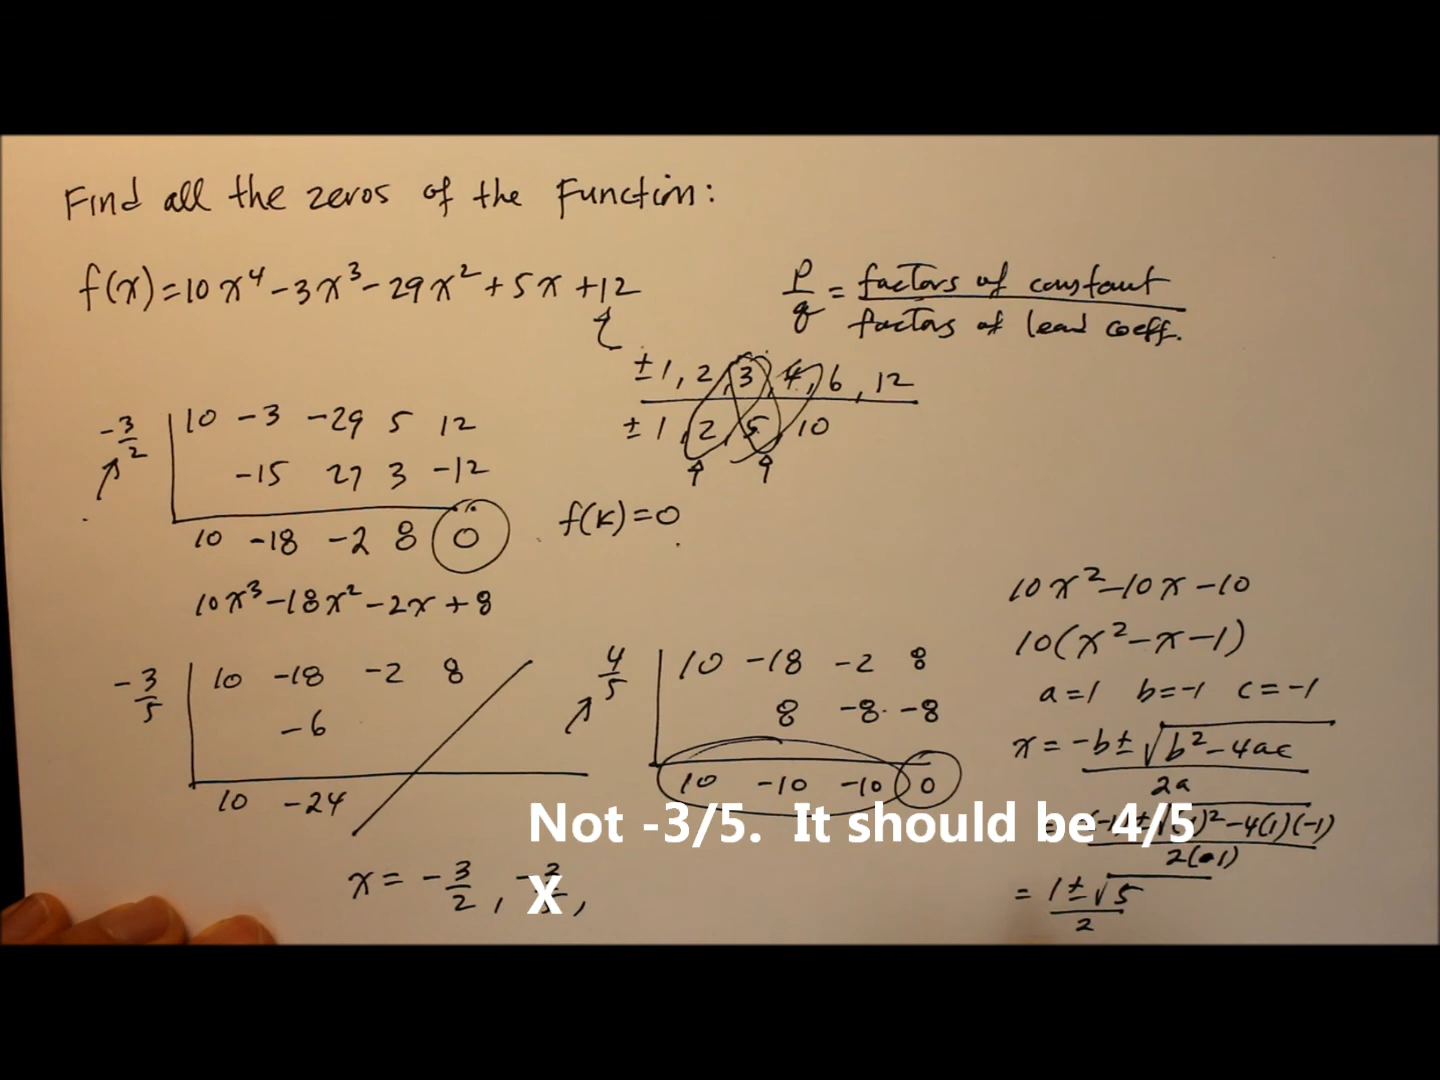 Find all the zeros of the Function:
f(x)=10x⁴-3x³-29x²+5x+12
p/q = factors of constant / factors of lead coeff.
±1, 2, 3, 4, 6, 12
±1, 2, 5, 10
-3/2 | 10 -3 -29 5 12
-15 27 3 -12
10 -18 -2 8 0
f(k)=0
10x³-18x²-2x+8
-3/5 | 10 -18 -2 8
-6
10 -24
4/5 | 10 -18 -2 8
8 -8 -8
10 -10 -10 0
10x²-10x-10
10(x²-x-1)
a=1 b=-1 c=-1
x = -b±√b²-4ac / 2a
²-4(1)(-1)
= 1±√5 / 2
Not -3/5. It should be 4/5
x = -3/2,
X